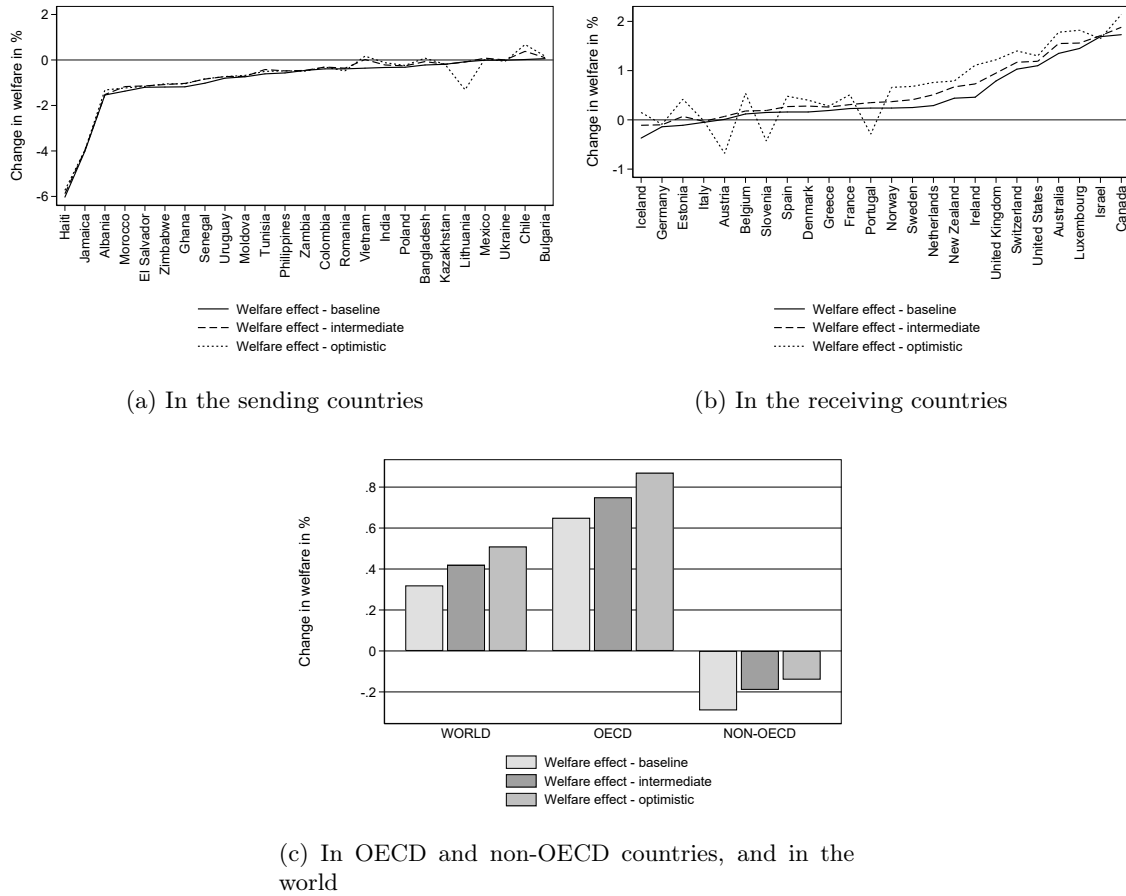 Change in welfare in %
2
0
-2
-4
-6
Haiti
Jamaica
Albania
Morocco
El Salvador
Zimbabwe
Ghana
Senegal
Uruguay
Moldova
Tunisia
Philippines
Zambia
Colombia
Romania
Vietnam
India
Poland
Bangladesh
Kazakhstan
Lithuania
Mexico
Ukraine
Chile
Bulgaria
Welfare effect - baseline
Welfare effect - intermediate
Welfare effect - optimistic
(a) In the sending countries
Change in welfare in %
2
1
0
-1
Iceland
Germany
Estonia
Italy
Austria
Belgium
Slovenia
Spain
Denmark
Greece
France
Portugal
Norway
Sweden
Netherlands
New Zealand
Ireland
United Kingdom
Switzerland
United States
Australia
Luxembourg
Israel
Canada
Welfare effect - baseline
Welfare effect - intermediate
Welfare effect - optimistic
(b) In the receiving countries
Change in welfare in %
.8
.6
.4
.2
0
-.2
WORLD OECD NON-OECD
Welfare effect - baseline
Welfare effect - intermediate
Welfare effect - optimistic
(c) In OECD and non-OECD countries, and in the
world